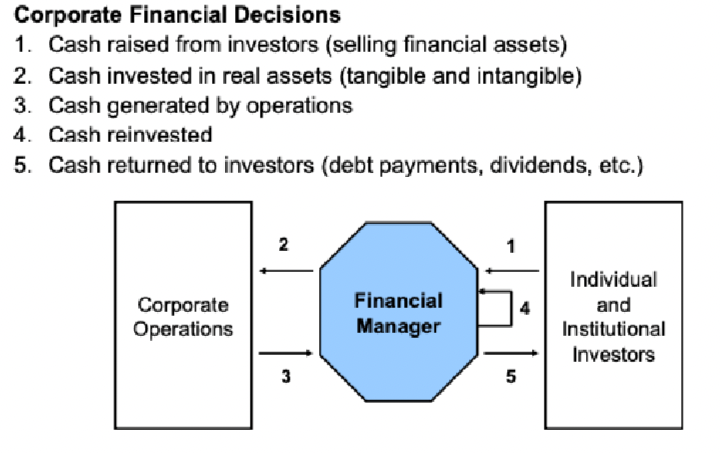 Corporate Financial Decisions
1. Cash raised from investors (selling financial assets)
2. Cash invested in real assets (tangible and intangible)
3. Cash generated by operations
4. Cash reinvested
5. Cash returned to investors (debt payments, dividends, etc.)
2
1
Corporate
Operations
Financial
Manager
4
Individual
and
Institutional
Investors
3
5